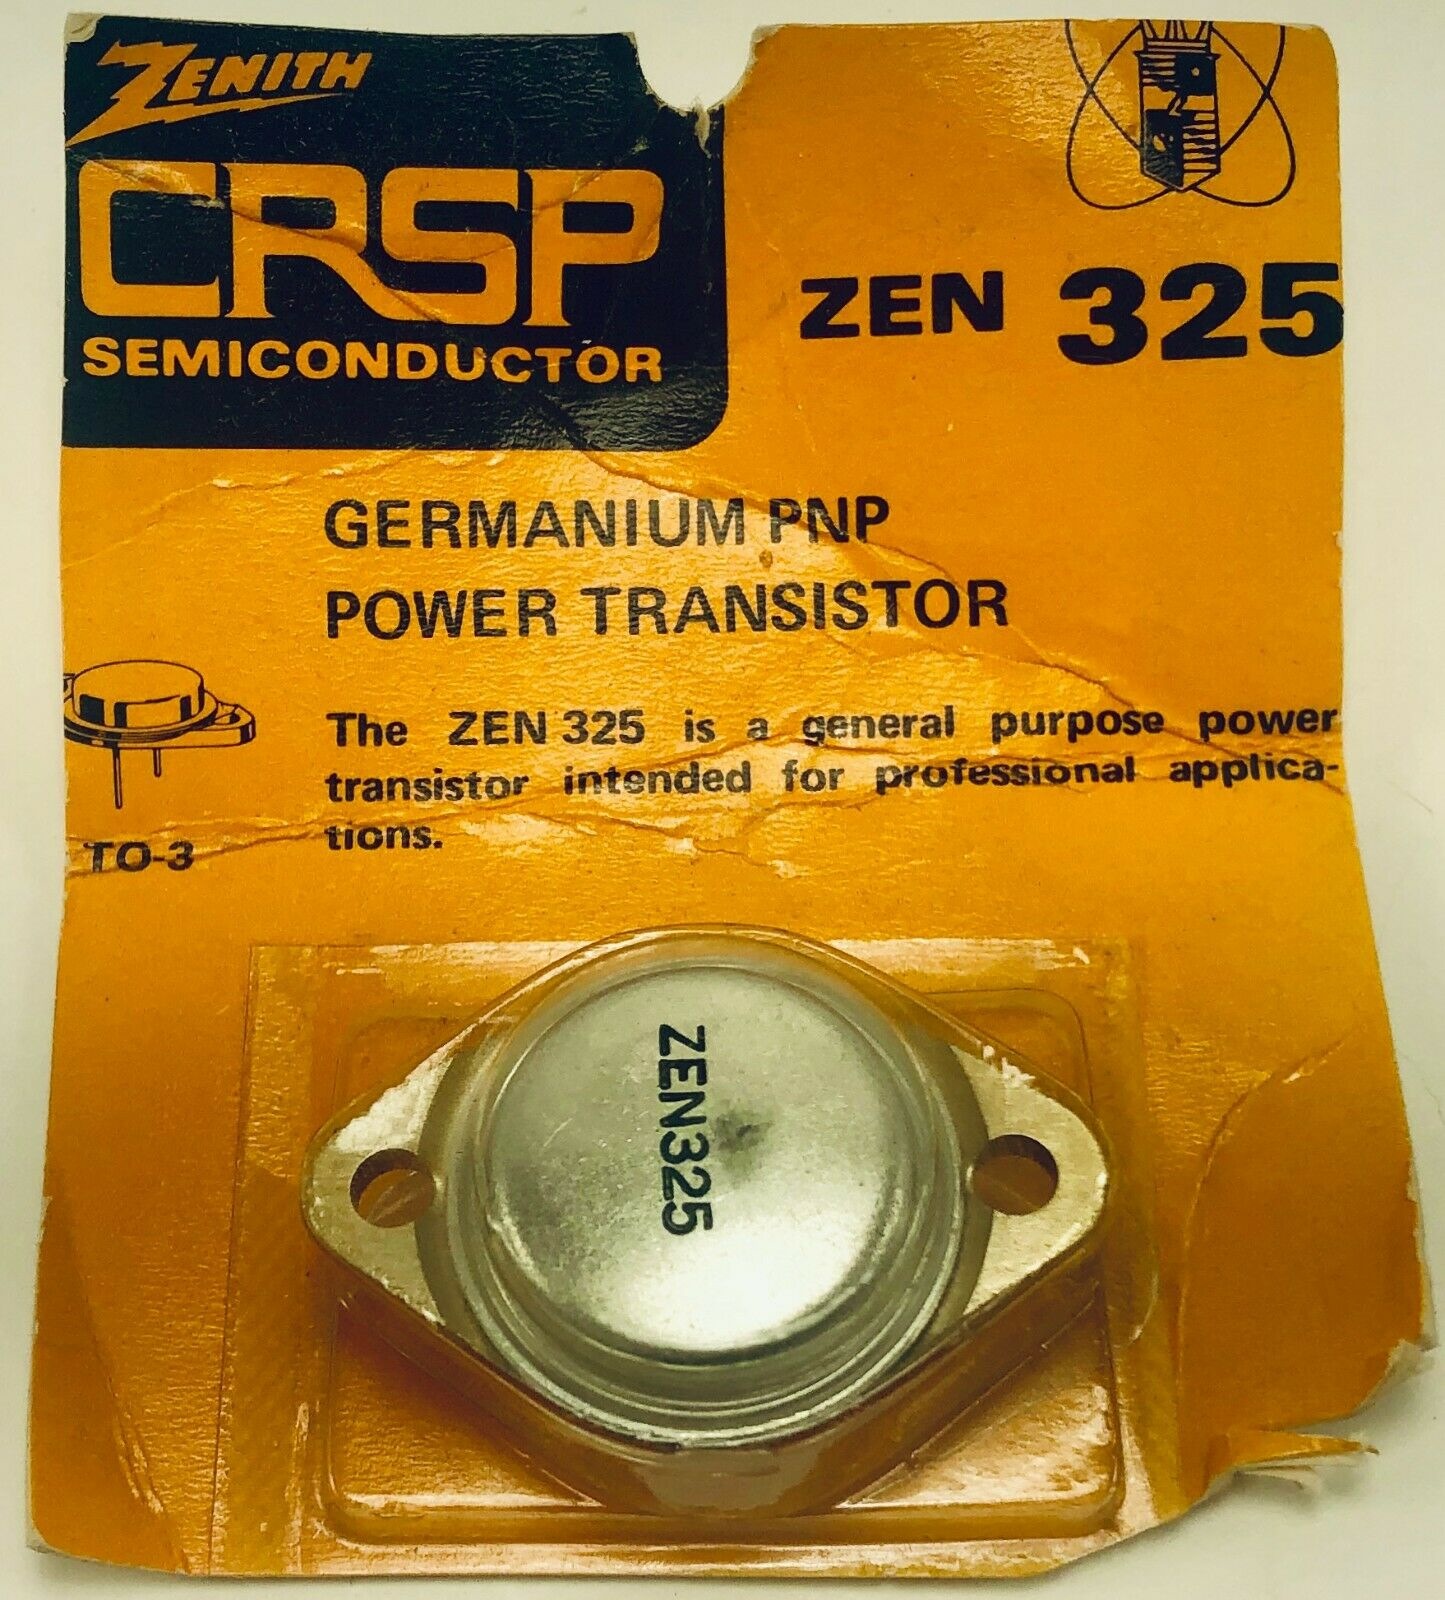 ZENITH
CRSP
SEMICONDUCTOR
ZEN 325
GERMANIUM PNP
POWER TRANSISTOR
The ZEN 325 is a general purpose power
transistor intended for professional applica-
tions.
TO-3
ZEN325